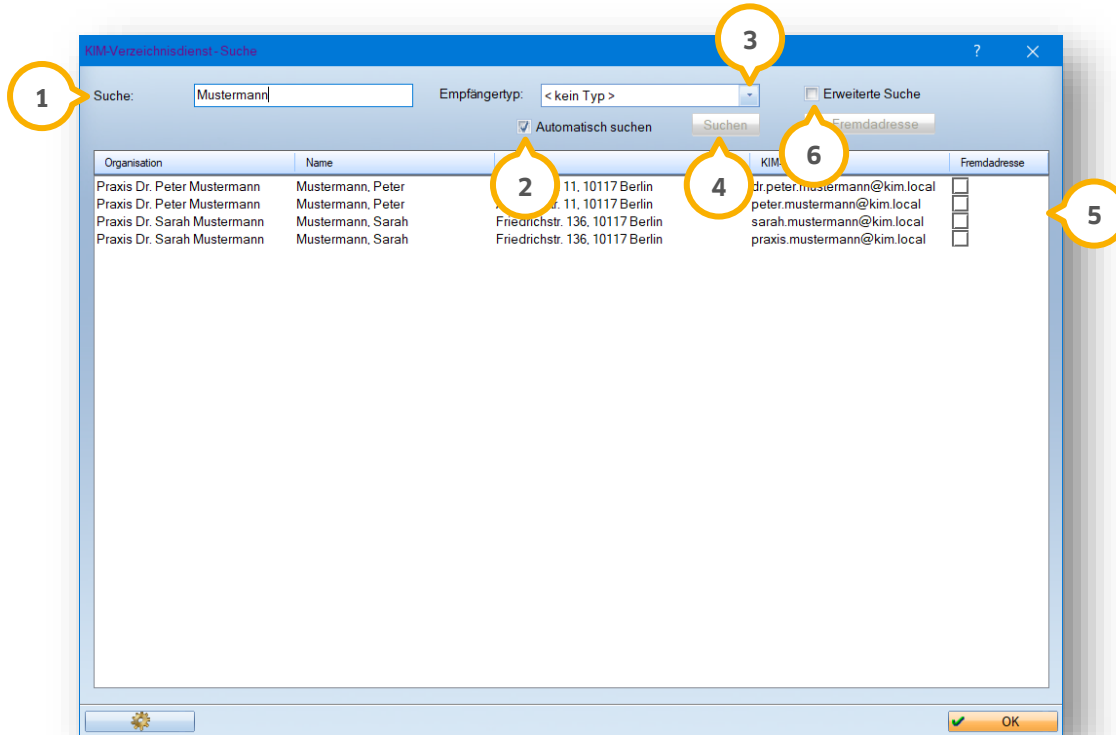 3
KIM-Verzeichnisdienst - Suche ?
1 Suche: Mustermann Empfängertyp: < kein Typ > Erweiterte Suche
Automatisch suchen Suchen Fremdadresse
2 4 6
Organisation Name KIM- Fremdadresse
Praxis Dr. Peter Mustermann Mustermann, Peter 11, 10117 Berlin dr.peter.mustermann@kim.local
Praxis Dr. Peter Mustermann Mustermann, Peter 11, 10117 Berlin peter.mustermann@kim.local
Praxis Dr. Sarah Mustermann Mustermann, Sarah Friedrichstr. 136, 10117 Berlin sarah.mustermann@kim.local
Praxis Dr. Sarah Mustermann Mustermann, Sarah Friedrichstr. 136, 10117 Berlin praxis.mustermann@kim.local
5
OK